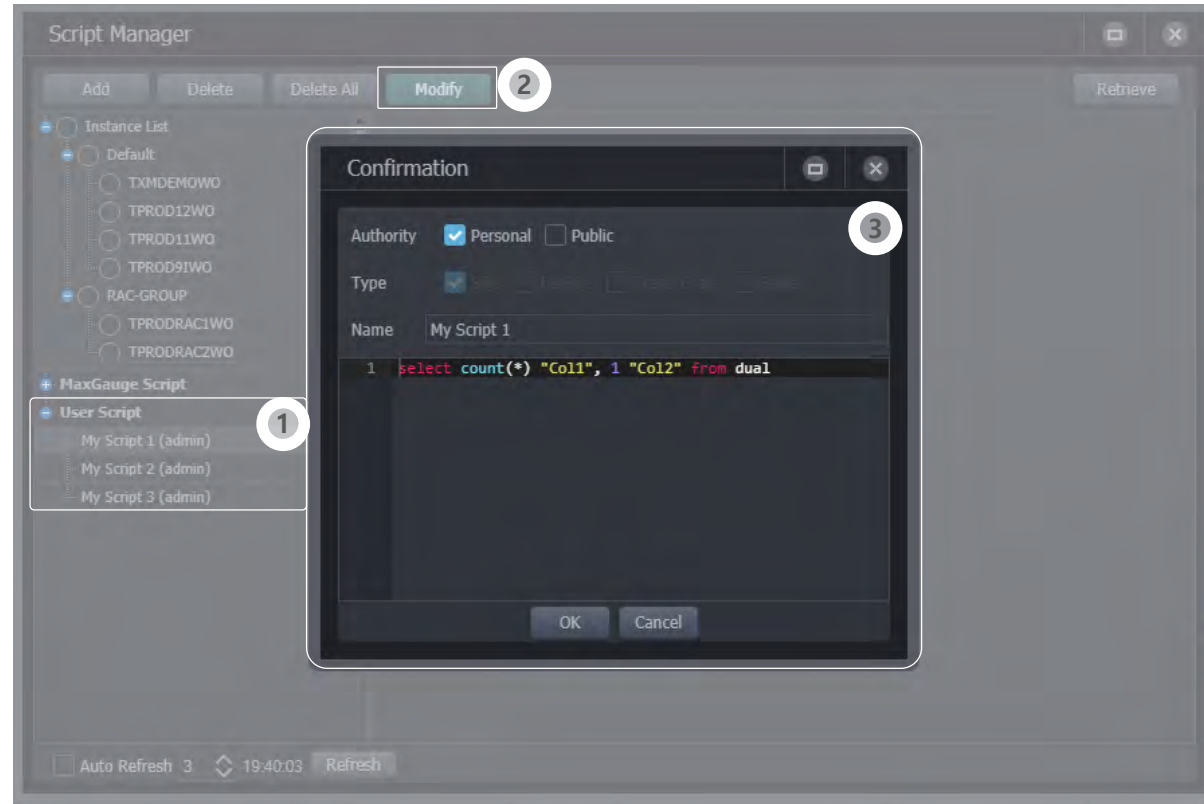 Script Manager
Add Delete Delete All Modify 2 Retrieve
Instance List
Default
TXMDEMOWO
TPROD12WO
TPROD11WO
TPROD9IWO
RAC-GROUP
TPRODRAC1WO
TPRODRAC2WO
MaxGauge Script
User Script
1
My Script 1 (admin)
My Script 2 (admin)
My Script 3 (admin)
Confirmation
3
Authority Personal Public
Type
Name My Script 1
1 select count(*) "Col1", 1 "Col2" from dual
OK Cancel
Auto Refresh 3 19:40:03 Refresh